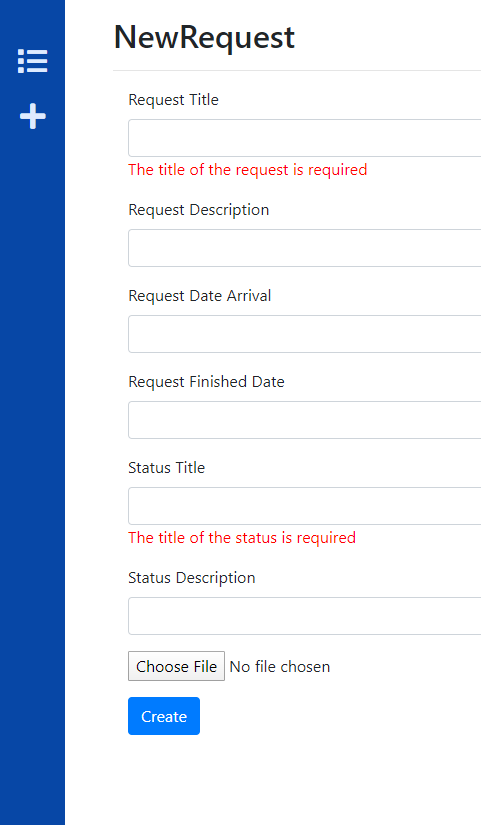 NewRequest
Request Title
The title of the request is required
Request Description
Request Date Arrival
Request Finished Date
Status Title
The title of the status is required
Status Description
Choose File No file chosen
Create